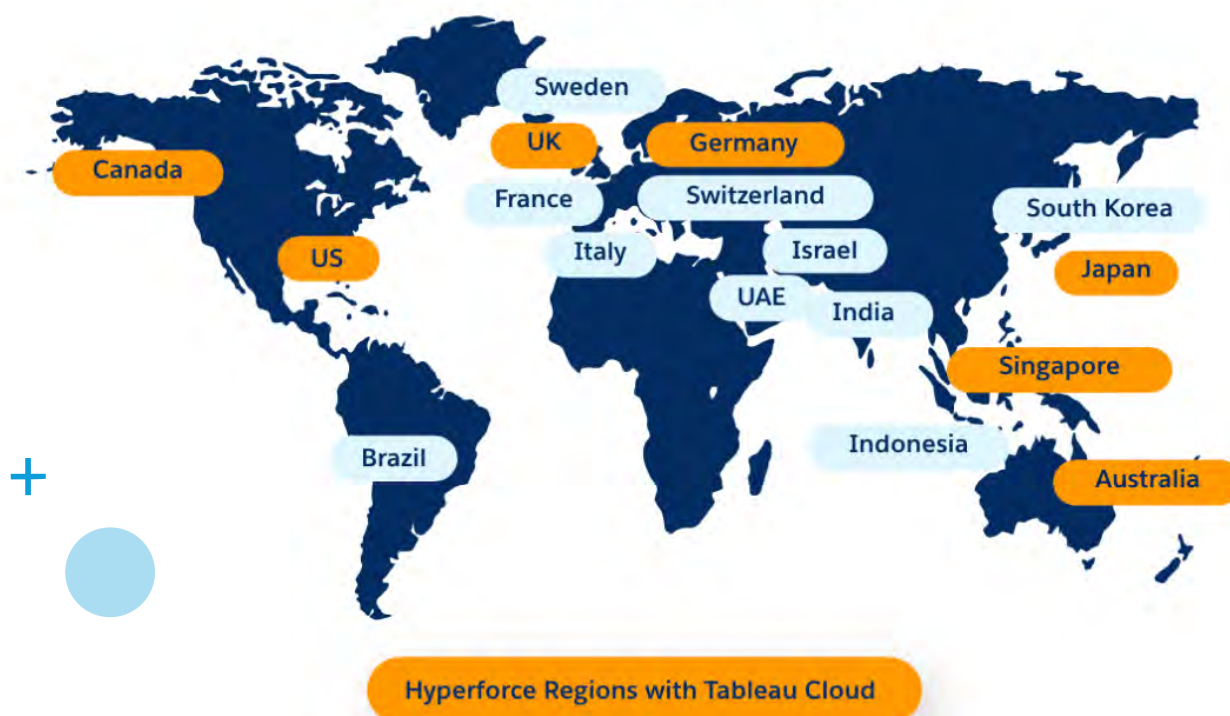 Sweden
UK
Germany
Canada
France
Switzerland
South Korea
US
Italy
Israel
Japan
UAE
India
Singapore
Brazil
Indonesia
Australia
Hyperforce Regions with Tableau Cloud